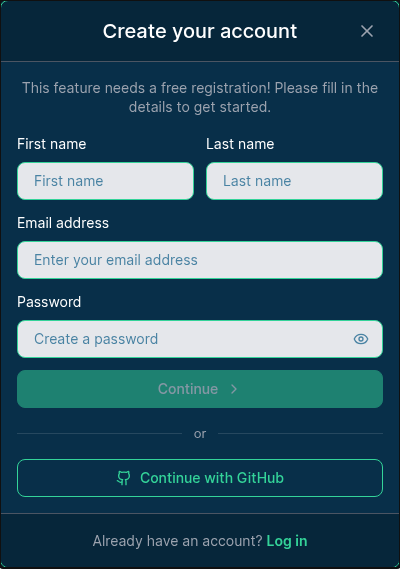 Create your account
This feature needs a free registration! Please fill in the
details to get started.
First name
Last name
First name
Last name
Email address
Enter your email address
Password
Create a password
Continue
or
Continue with GitHub
Already have an account? Log in